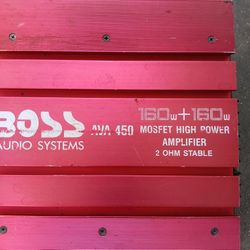 BOSS
AUDIO SYSTEMS
AVA 450
160w+160w
MOSFET HIGH POWER
AMPLIFIER
2 OHM STABLE